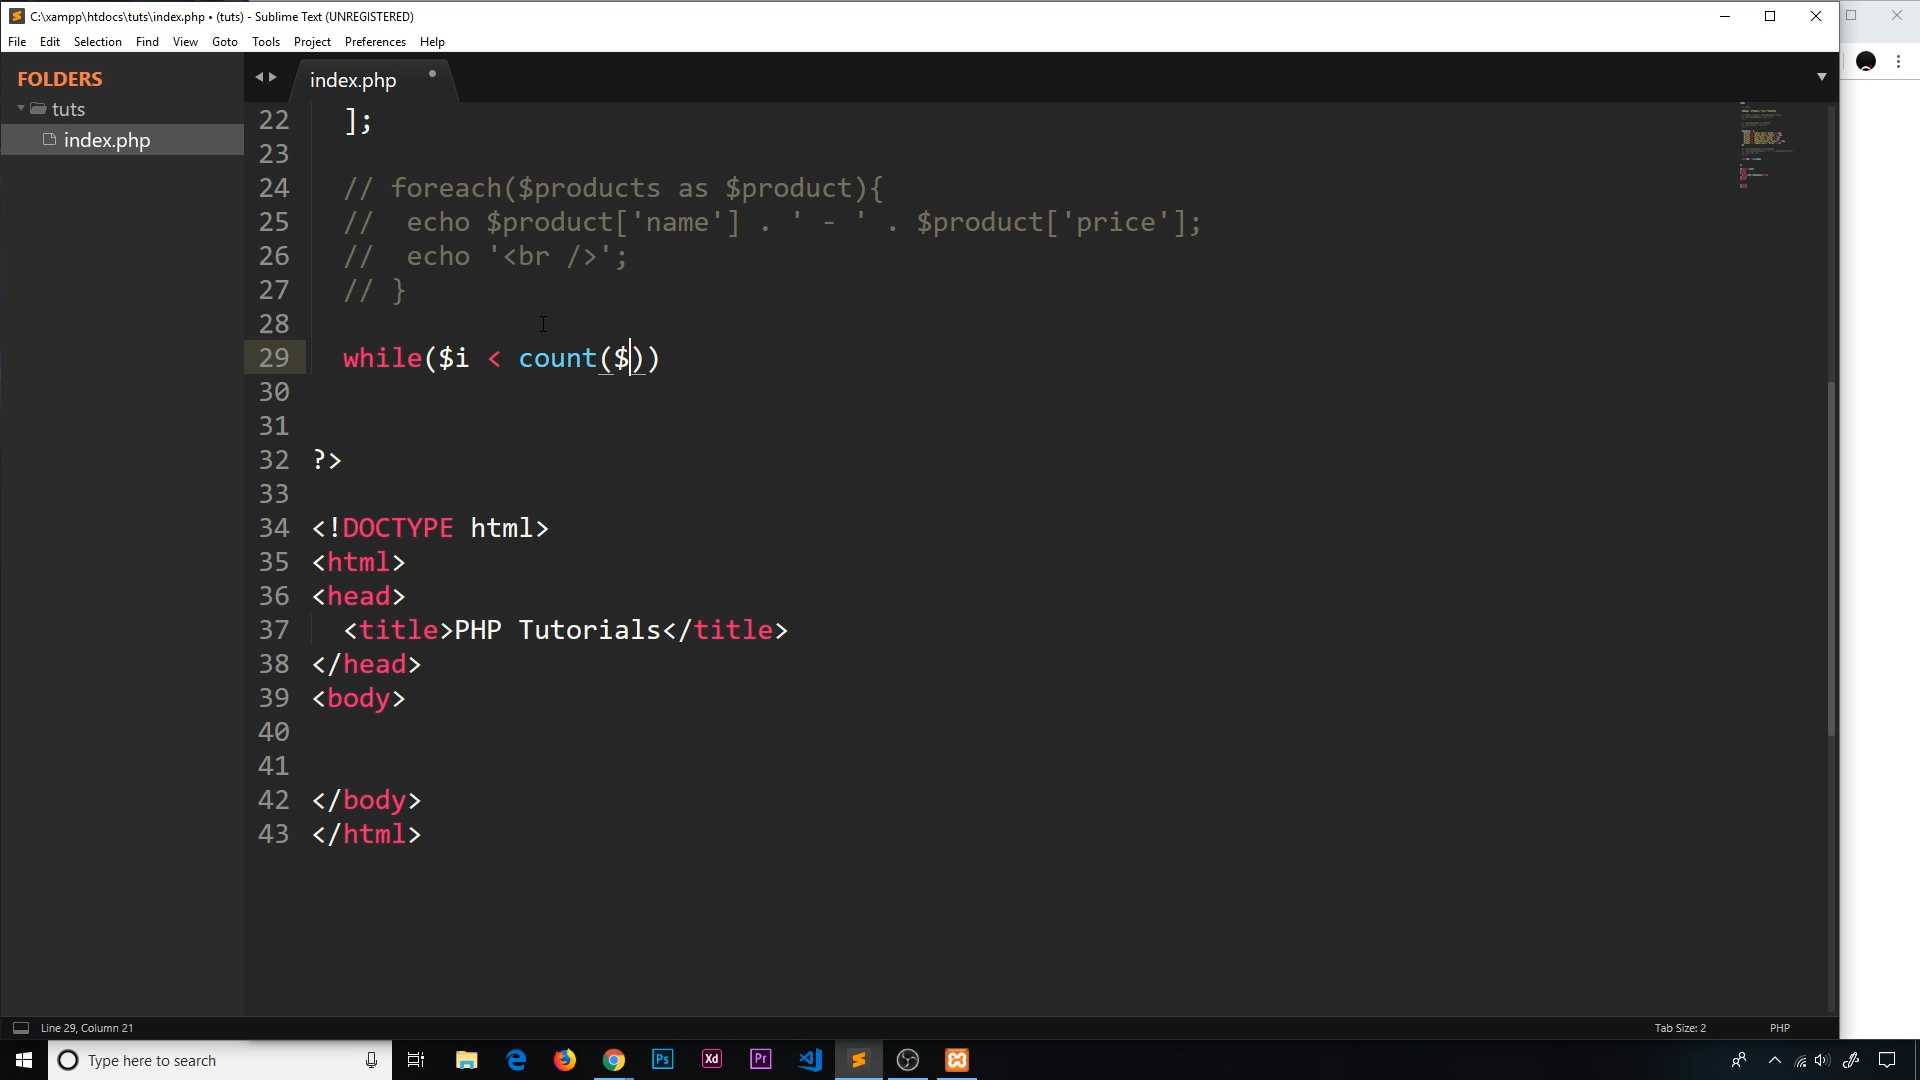 C:\xampp\htdocs\tuts\index.php • (tuts) - Sublime Text (UNREGISTERED)
File Edit Selection Find View Goto Tools Project Preferences Help
FOLDERS
tuts
index.php
index.php
22 ];
23
24 // foreach($products as $product){
25 //  echo $product['name'] . ' - ' . $product['price'];
26 //  echo '<br />';
27 // }
28
29 while($i < count($))
30
31
32 ?>
33
34 <!DOCTYPE html>
35 <html>
36 <head>
37 <title>PHP Tutorials</title>
38 </head>
39 <body>
40
41
42 </body>
43 </html>
Line 29, Column 21
Tab Size: 2
PHP
Type here to search
Ps
Xd
Pr